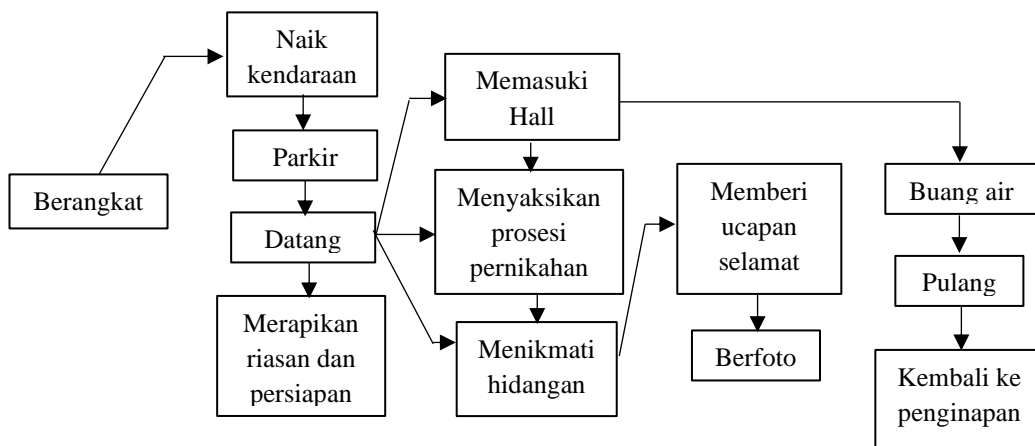 Naik
kendaraan
Parkir
Berangkat
Datang
Merapikan
riasan dan
persiapan
Memasuki
Hall
Menyaksikan
prosesi
pernikahan
Menikmati
hidangan
Memberi
ucapan
selamat
Berfoto
Buang air
Pulang
Kembali ke
penginapan